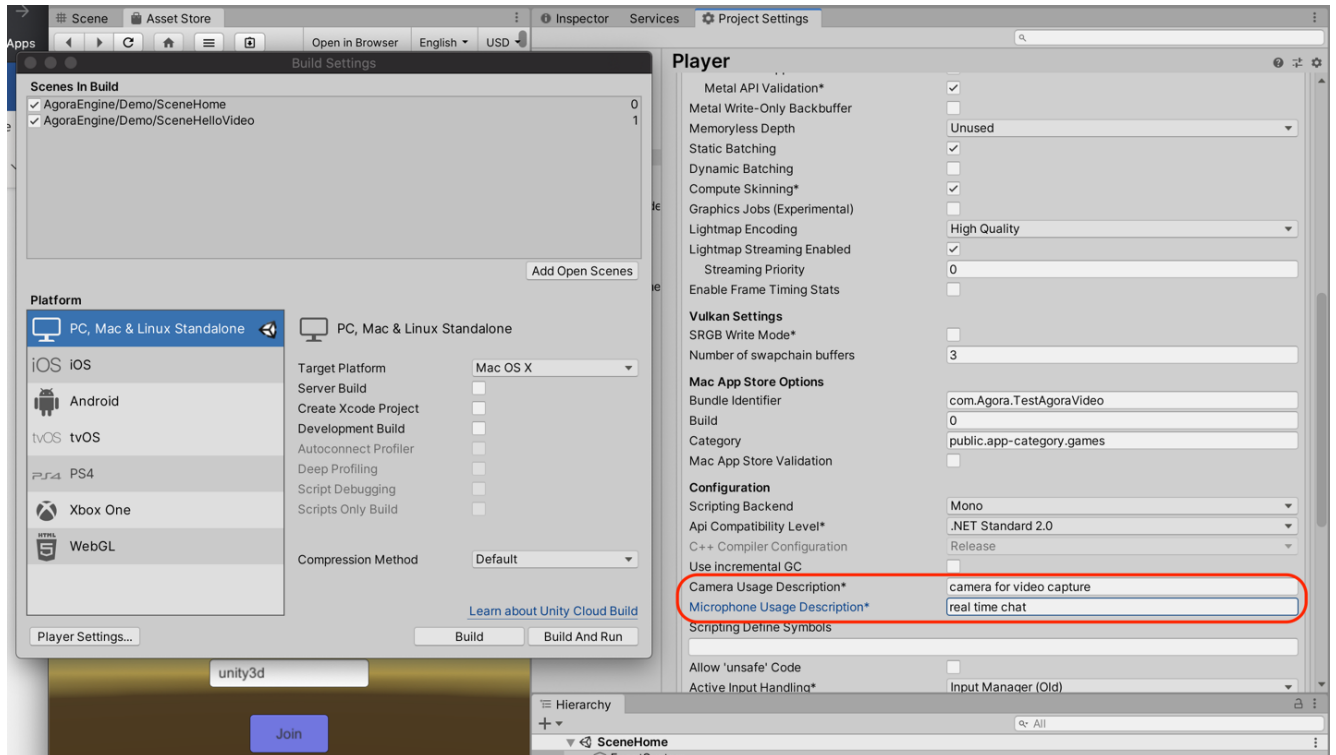 Apps
Scene
Asset Store
Open in Browser
English
USD
Build Settings
Scenes In Build
AgoraEngine/Demo/SceneHome 0
AgoraEngine/Demo/SceneHelloVideo 1
Add Open Scenes
Platform
PC, Mac & Linux Standalone
iOS iOS
Android
tvOS tvOS
PS4
Xbox One
HTML
5 WebGL
PC, Mac & Linux Standalone
Target Platform Mac OS X
Server Build
Create Xcode Project
Development Build
Autoconnect Profiler
Deep Profiling
Script Debugging
Scripts Only Build
Compression Method Default
Learn about Unity Cloud Build
Player Settings...
Build
Build And Run
unity3d
Join
Inspector
Services
Project Settings
Player
Metal API Validation*
Metal Write-Only Backbuffer
Memoryless Depth Unused
Static Batching
Dynamic Batching
Compute Skinning*
Graphics Jobs (Experimental)
Lightmap Encoding High Quality
Lightmap Streaming Enabled
Streaming Priority 0
Enable Frame Timing Stats
Vulkan Settings
SRGB Write Mode*
Number of swapchain buffers 3
Mac App Store Options
Bundle Identifier com.Agora.TestAgoraVideo
Build 0
Category public.app-category.games
Mac App Store Validation
Configuration
Scripting Backend Mono
Api Compatibility Level* .NET Standard 2.0
C++ Compiler Configuration Release
Use incremental GC
Camera Usage Description* camera for video capture
Microphone Usage Description* real time chat
Scripting Define Symbols
Allow 'unsafe' Code
Active Input Handling* Input Manager (Old)
Hierarchy
All
SceneHome